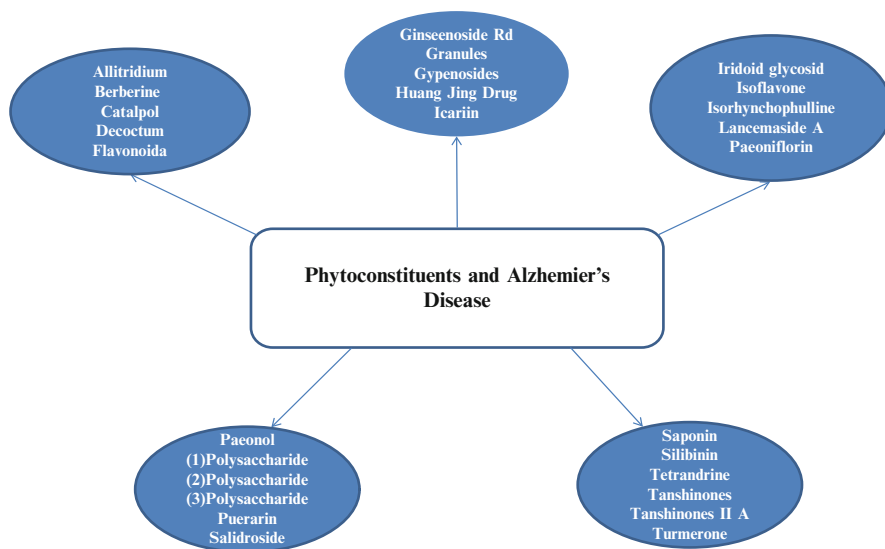 Allitridium
Berberine
Catalpol
Decoctum
Flavonoida
Ginseenoside Rd
Granules
Gypenosides
Huang Jing Drug
Icariin
Iridoid glycosid
Isoflavone
Isorhynchophulline
Lancemaside A
Paeoniflorin
Phytoconstituents and Alzhemier's
Disease
Paeonol
(1)Polysaccharide
(2)Polysaccharide
(3)Polysaccharide
Puerarin
Salidroside
Saponin
Silibinin
Tetrandrine
Tanshinones
Tanshinones II A
Turmerone